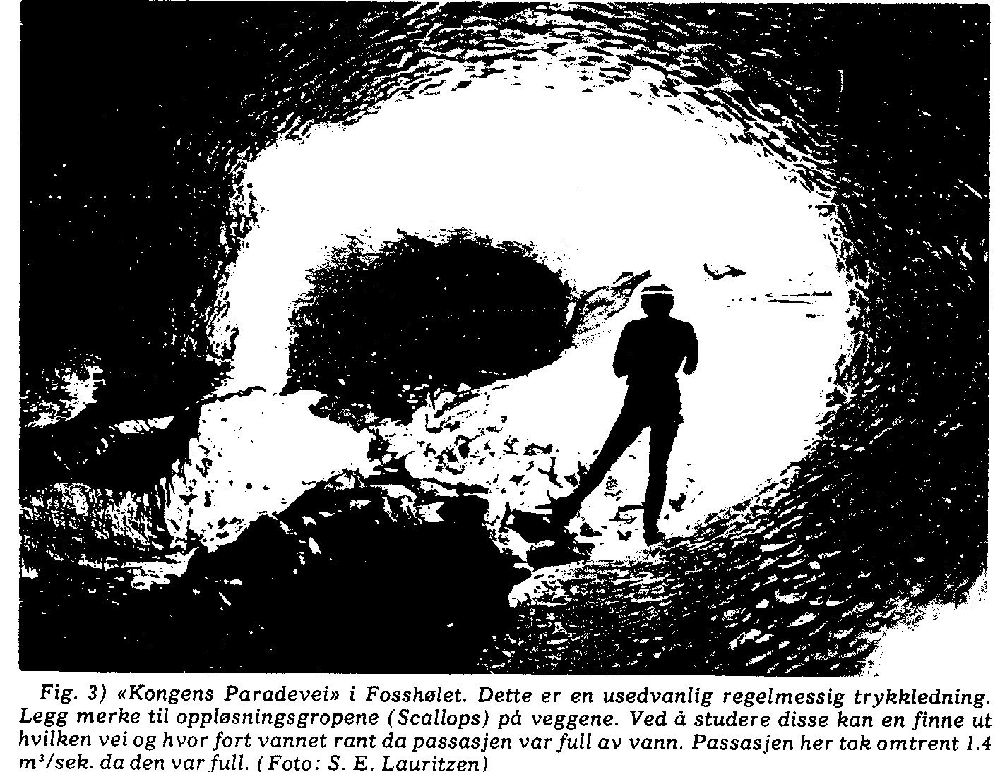 Fig. 3) «Kongens Paradevei» i Fosshølet. Dette er en usedvanlig regelmessig trykkledning.
Legg merke til oppløsningsgropene (Scallops) på veggene. Ved å studere disse kan en finne ut
hvilken vei og hvor fort vannet rant da passasjen var full av vann. Passasjen her tok omtrent 1.4
m³/sek. da den var full. (Foto: S. E. Lauritzen)